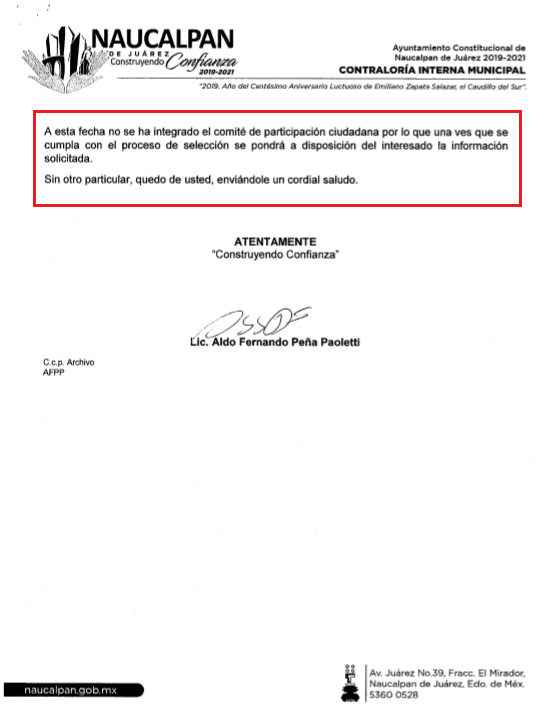 NAUCALPAN
DE JUÁREZ
Construyendo Confianza
2019-2021
Ayuntamiento Constitucional de
Naucalpan de Juárez 2019-2021
CONTRALORÍA INTERNA MUNICIPAL
"2019. Año del Centésimo Aniversario Luctuoso de Emiliano Zapata Salazar, el Caudillo del Sur".
A esta fecha no se ha integrado el comité de participación ciudadana por lo que una ves que se
cumpla con el proceso de selección se pondrá a disposición del interesado la información
solicitada.
Sin otro particular, quedo de usted, enviándole un cordial saludo.
ATENTAMENTE
"Construyendo Confianza"
Lic. Aldo Fernando Peña Paoletti
C.c.p. Archivo
AFPP
naucalpan.gob.mx
Av. Juárez No.39, Fracc. El Mirador,
Naucalpan de Juárez, Edo. de Méx.
5360 0528